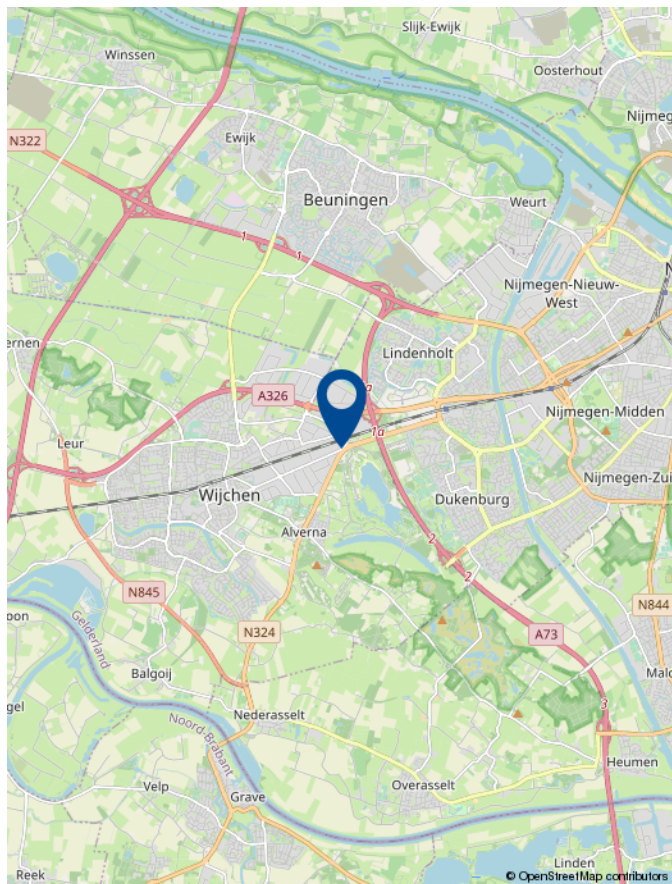 Slijk-Ewijk
Winssen
Oosterhout
Ewijk
N322
Beuningen
Weurt
1
1
Nijmegen-Nieuw-
West
Lindenholt
A326
1a
Nijmegen-Midden
Leur
Wijchen
Dukenburg
Alverna
2
2
N845
N844
N324
A73
Gelderland
Balgoij
3
Nederasselt
Noord-Brabant
Heumen
Velp
Overasselt
Grave
Linden
Reek
© OpenStreetMap contributors